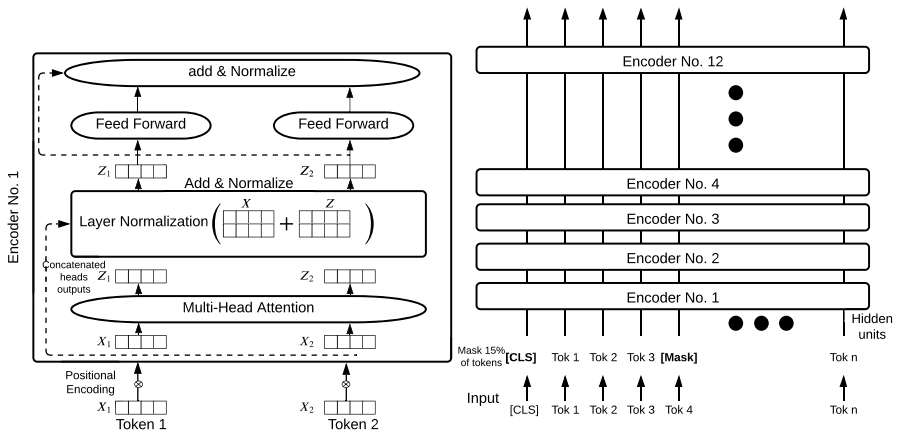 add & Normalize
Feed Forward
Feed Forward
Z1
Z2
Add & Normalize
Layer Normalization ( X + Z )
Concatenated
heads
outputs
Z1
Z2
Multi-Head Attention
X1
X2
Encoder No. 1
Positional
Encoding
X1
X2
Token 1
Token 2
Encoder No. 12
Encoder No. 4
Encoder No. 3
Encoder No. 2
Encoder No. 1
Hidden
units
Mask 15%
of tokens
[CLS] Tok 1 Tok 2 Tok 3 [Mask] Tok n
Input
[CLS] Tok 1 Tok 2 Tok 3 Tok 4 Tok n